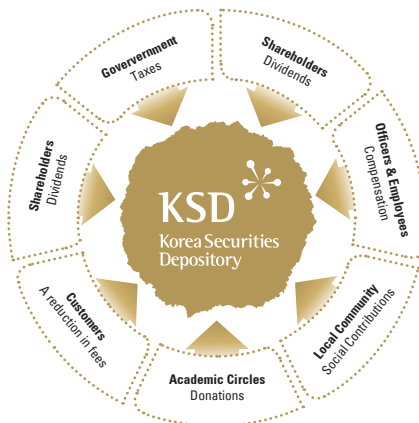 Goververnment
Taxes
Shareholders
Dividends
Officers & Employees
Compensation
Local Community
Social Contributions
Academic Circles
Donations
Customers
A reduction in fees
Shareholders
Dividends
KSD
Korea Securities
Depository